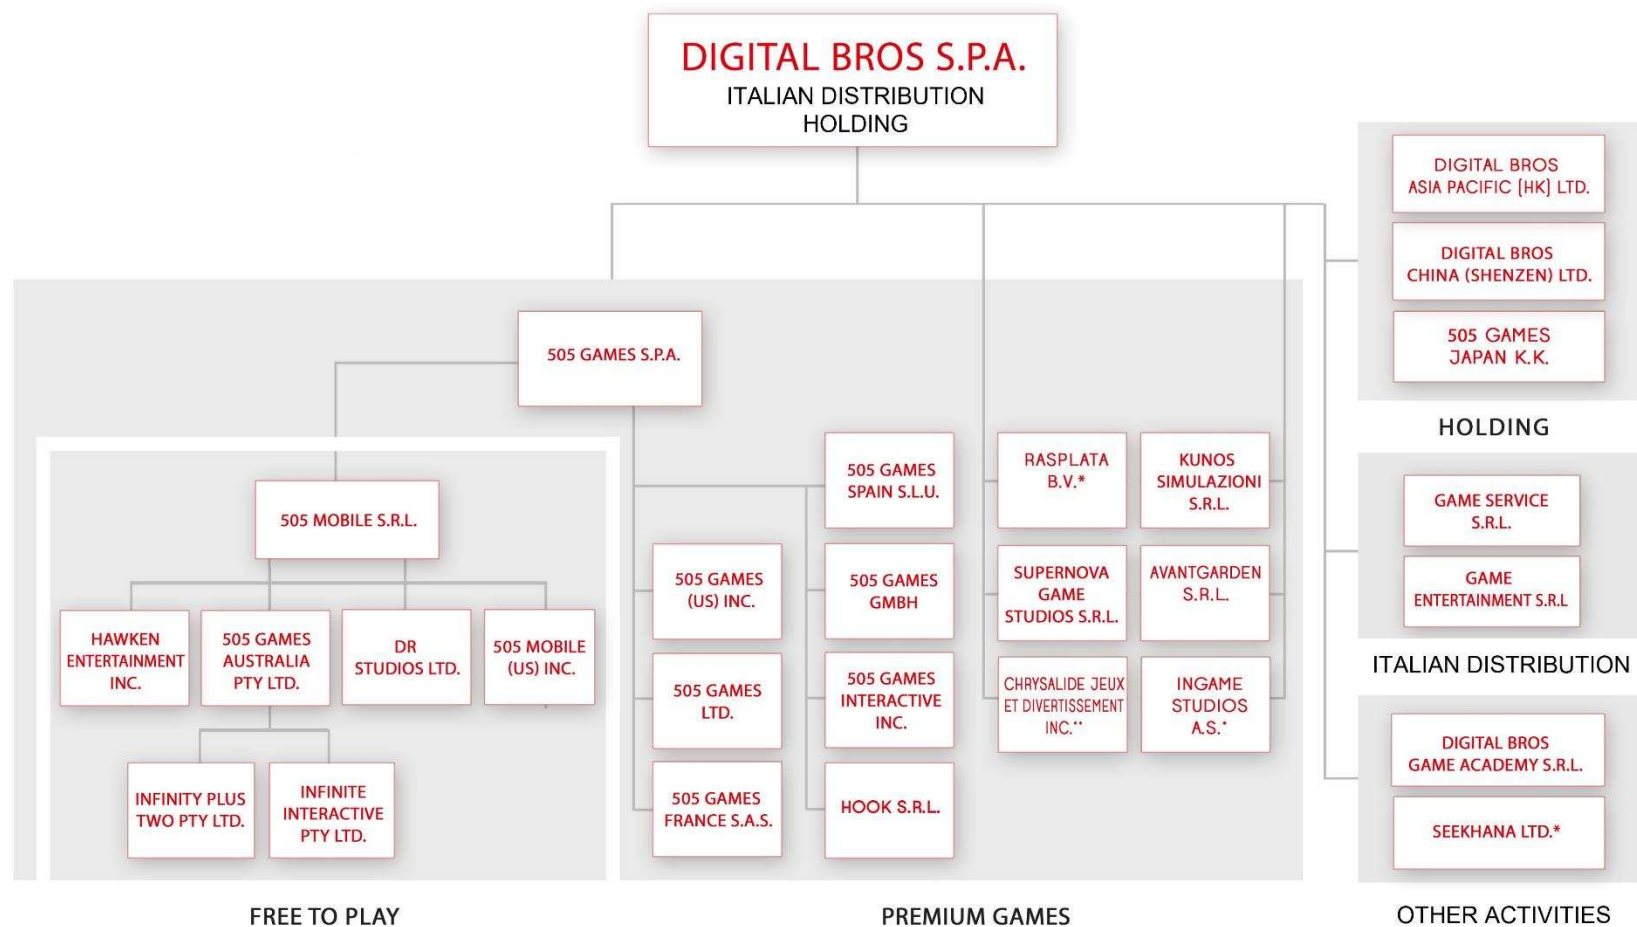 DIGITAL BROS S.P.A.
ITALIAN DISTRIBUTION
HOLDING
DIGITAL BROS
ASIA PACIFIC [HK] LTD.
DIGITAL BROS
CHINA (SHENZEN) LTD.
505 GAMES
JAPAN K.K.
HOLDING
GAME SERVICE
S.R.L.
GAME
ENTERTAINMENT S.R.L
ITALIAN DISTRIBUTION
DIGITAL BROS
GAME ACADEMY S.R.L.
SEEKHANA LTD.*
OTHER ACTIVITIES
505 GAMES S.P.A.
505 MOBILE S.R.L.
HAWKEN
ENTERTAINMENT
INC.
505 GAMES
AUSTRALIA
PTY LTD.
DR
STUDIOS LTD.
505 MOBILE
(US) INC.
INFINITY PLUS
TWO PTY LTD.
INFINITE
INTERACTIVE
PTY LTD.
FREE TO PLAY
505 GAMES
(US) INC.
505 GAMES
LTD.
505 GAMES
FRANCE S.A.S.
505 GAMES
SPAIN S.L.U.
505 GAMES
GMBH
505 GAMES
INTERACTIVE
INC.
HOOK S.R.L.
RASPLATA
B.V.*
KUNOS
SIMULAZIONI
S.R.L.
SUPERNOVA
GAME
STUDIOS S.R.L.
AVANTGARDEN
S.R.L.
CHRYSALIDE JEUX
ET DIVERTISSEMENT
INC.**
INGAME
STUDIOS
A.S.*
PREMIUM GAMES